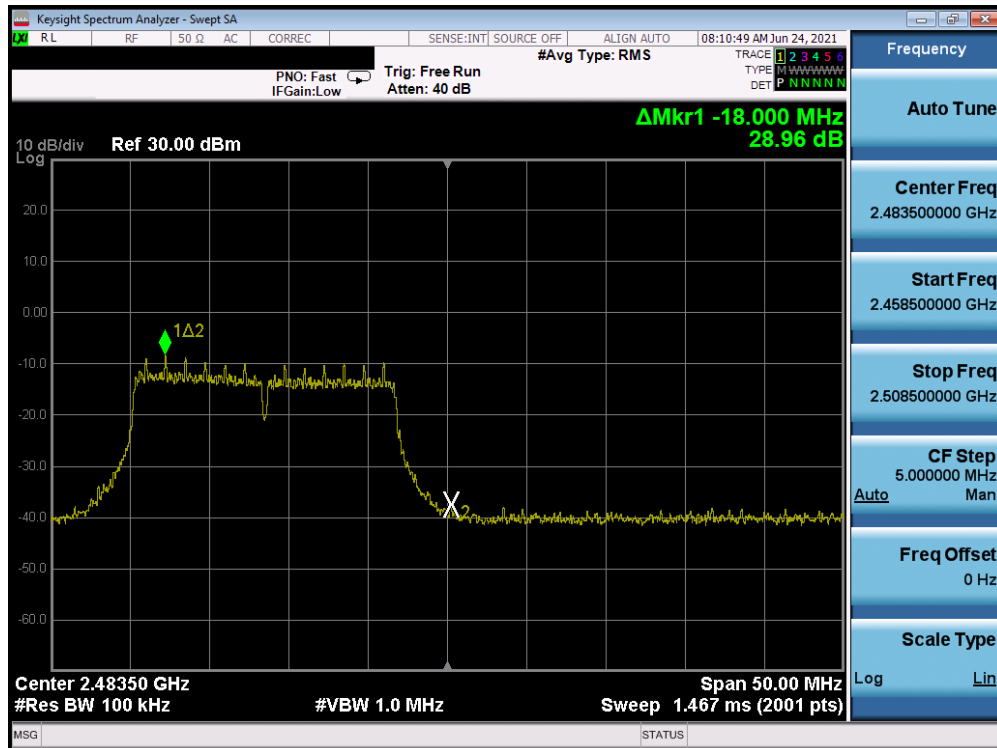 Keysight Spectrum Analyzer - Swept SA
LXI RL RF 50 Ω AC CORREC SENSE:INT SOURCE OFF ALIGN AUTO 08:10:49 AM Jun 24, 2021
#Avg Type: RMS
TRACE 1 2 3 4 5 6
TYPE M W W W W W
DET P N N N N N
PNO: Fast
IFGain:Low
Trig: Free Run
Atten: 40 dB
ΔMkr1 -18.000 MHz
28.96 dB
10 dB/div
Log
Ref 30.00 dBm
20.0
10.0
0.00
-10.0
-20.0
-30.0
-40.0
-50.0
-60.0
1Δ2
X2
Center 2.48350 GHz
Span 50.00 MHz
#Res BW 100 kHz
#VBW 1.0 MHz
Sweep 1.467 ms (2001 pts)
MSG
STATUS
Frequency
Auto Tune
Center Freq
2.483500000 GHz
Start Freq
2.458500000 GHz
Stop Freq
2.508500000 GHz
CF Step
5.000000 MHz
Auto Man
Freq Offset
0 Hz
Scale Type
Log Lin